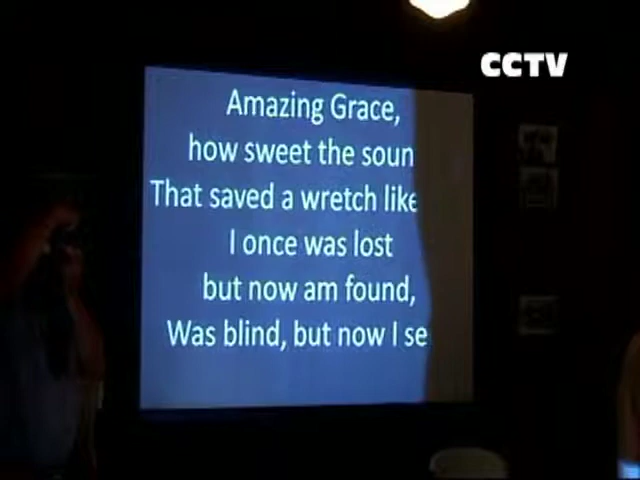 CCTV
Amazing Grace,
how sweet the soun
That saved a wretch like
I once was lost
but now am found,
Was blind, but now I se